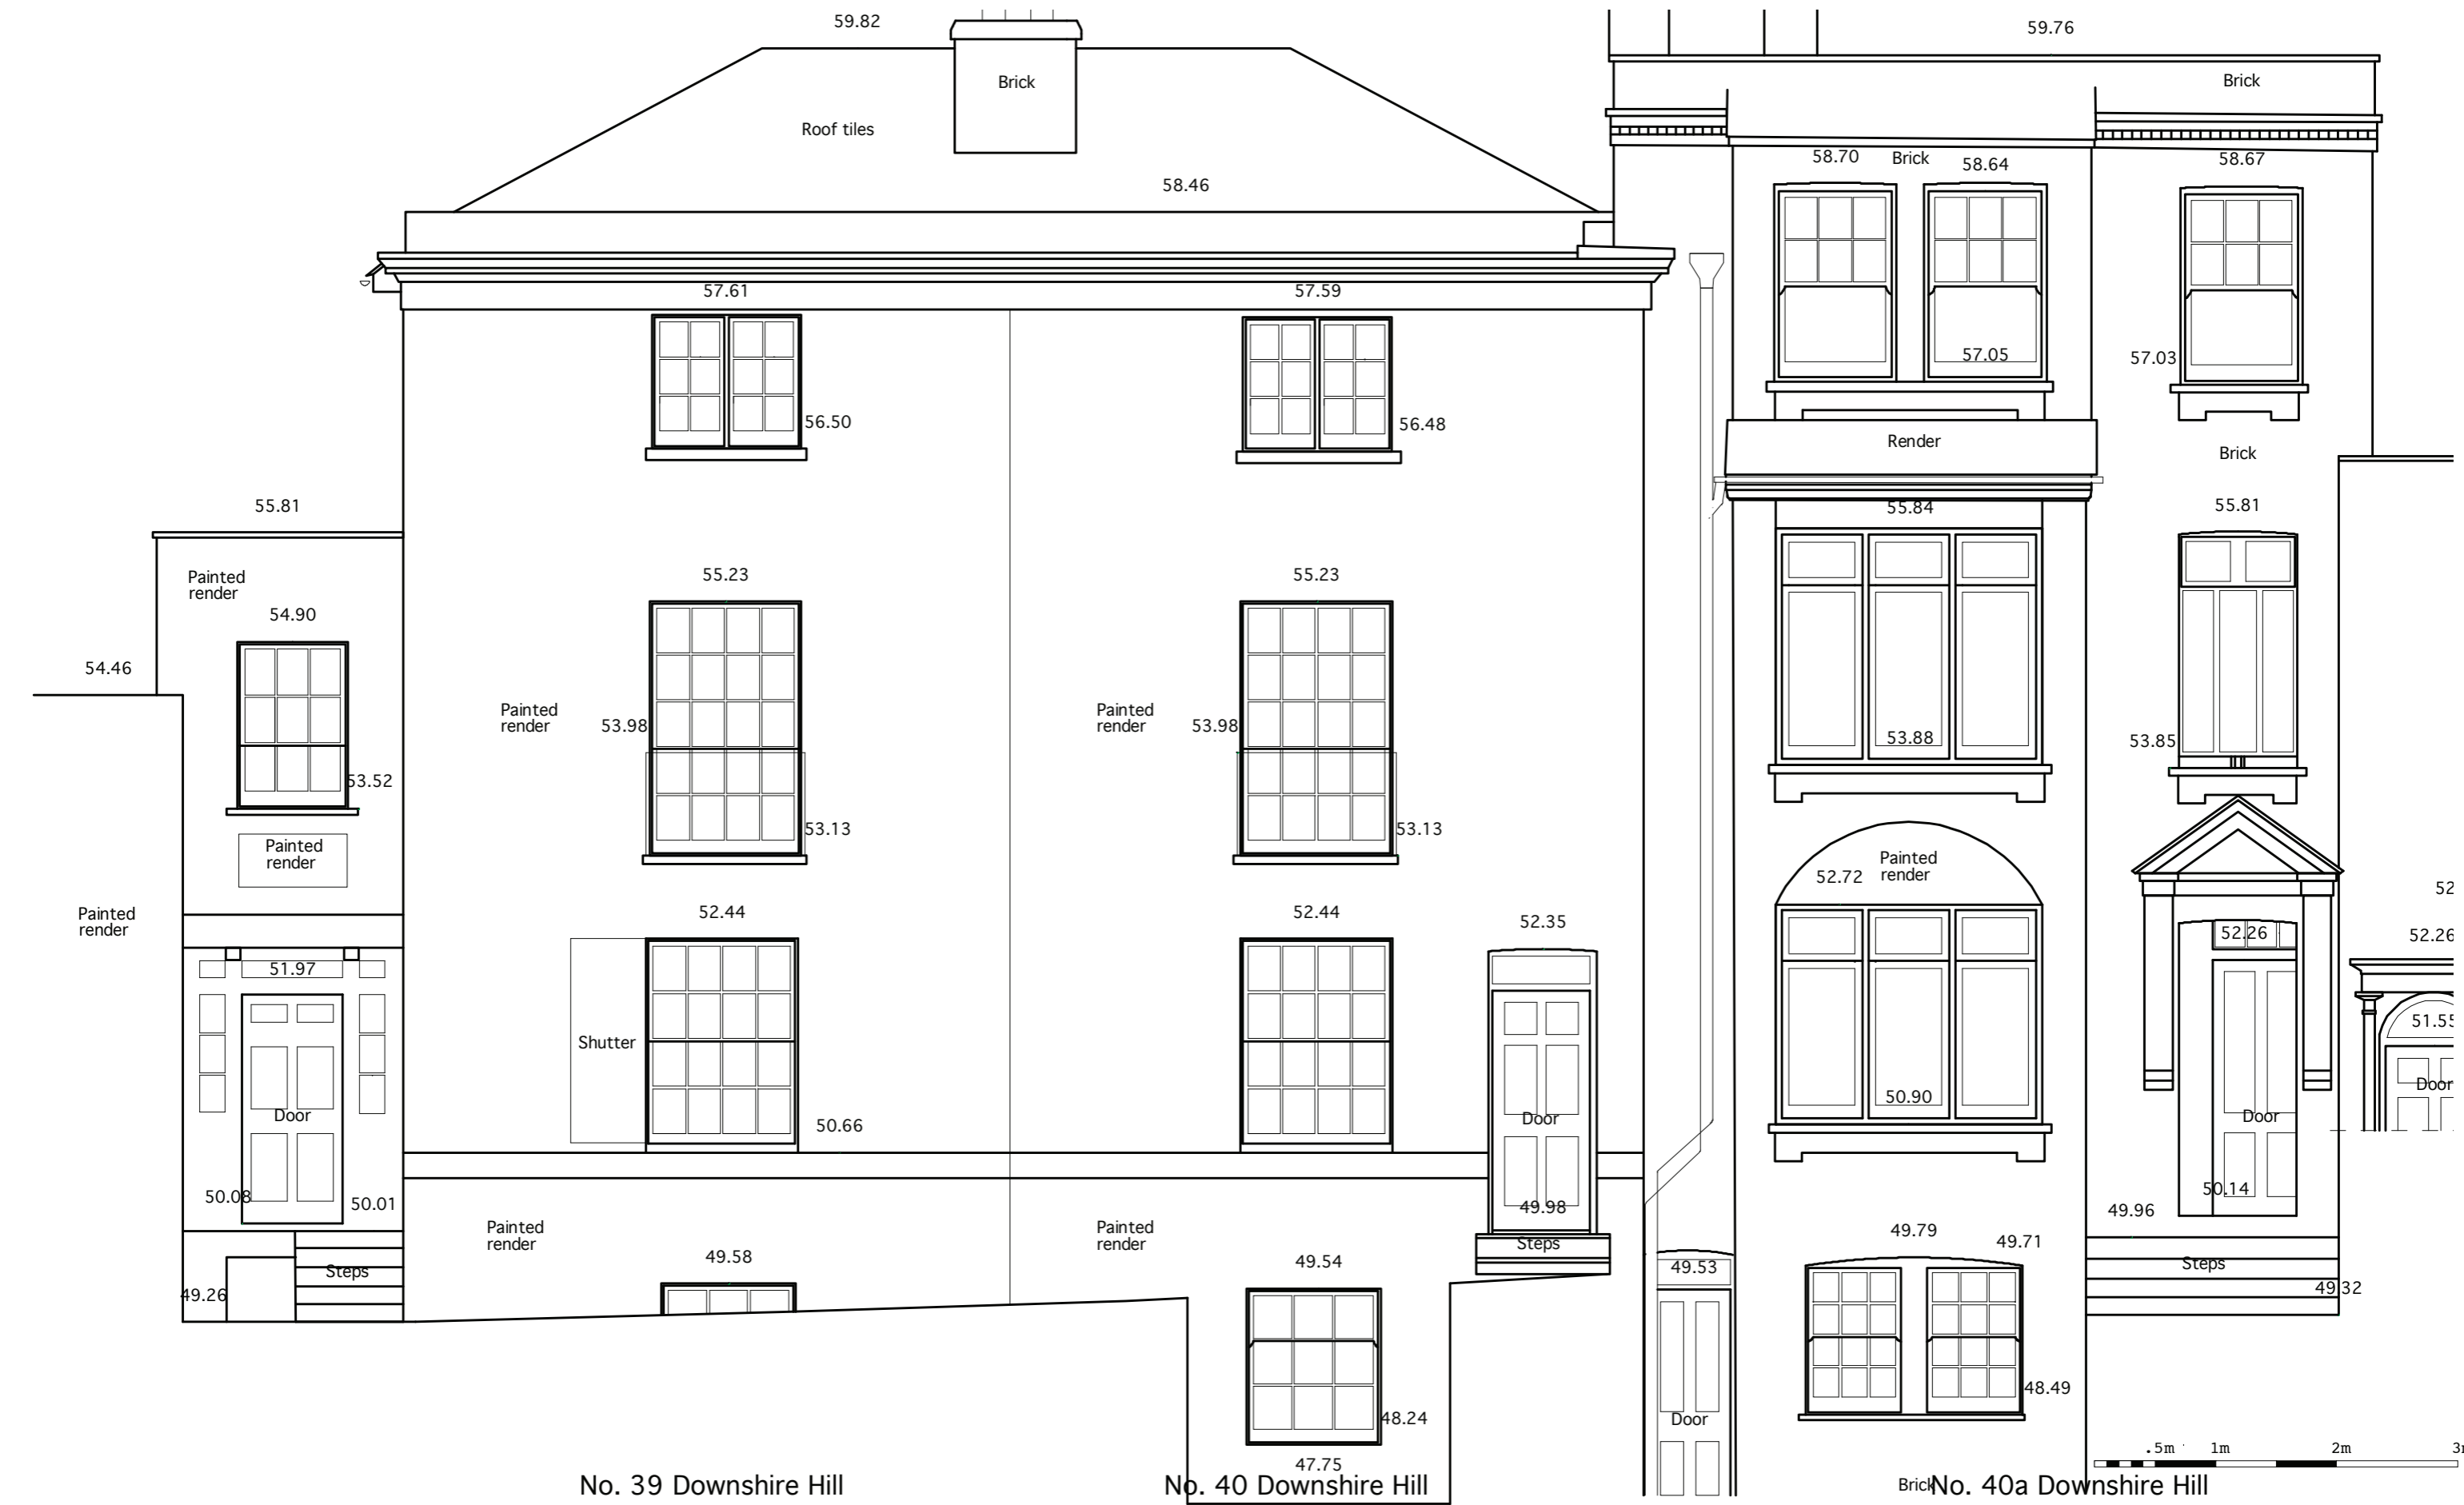 59.82
59.76
Brick
Brick
Roof tiles
58.70
Brick
58.64
58.67
58.46
57.61
57.59
57.05
57.03
56.50
56.48
Render
Brick
55.81
55.84
55.81
Painted
render
55.23
55.23
54.90
54.46
Painted
render
Painted
render
53.98
53.98
53.88
53.85
53.52
53.13
53.13
Painted
render
Painted
render
52.72
52
Painted
render
52.44
52.44
52.35
52.26
52.26
51.97
51.55
Shutter
Door
Door
Door
Door
50.90
50.66
50.08
50.01
49.98
50.14
49.96
Painted
render
Painted
render
49.79
49.71
Steps
Steps
49.58
49.54
49.53
Steps
49.26
49.32
48.49
48.24
Door
.5m
1m
2m
47.75
No. 39 Downshire Hill
No. 40 Downshire Hill
Brick
No. 40a Downshire Hill